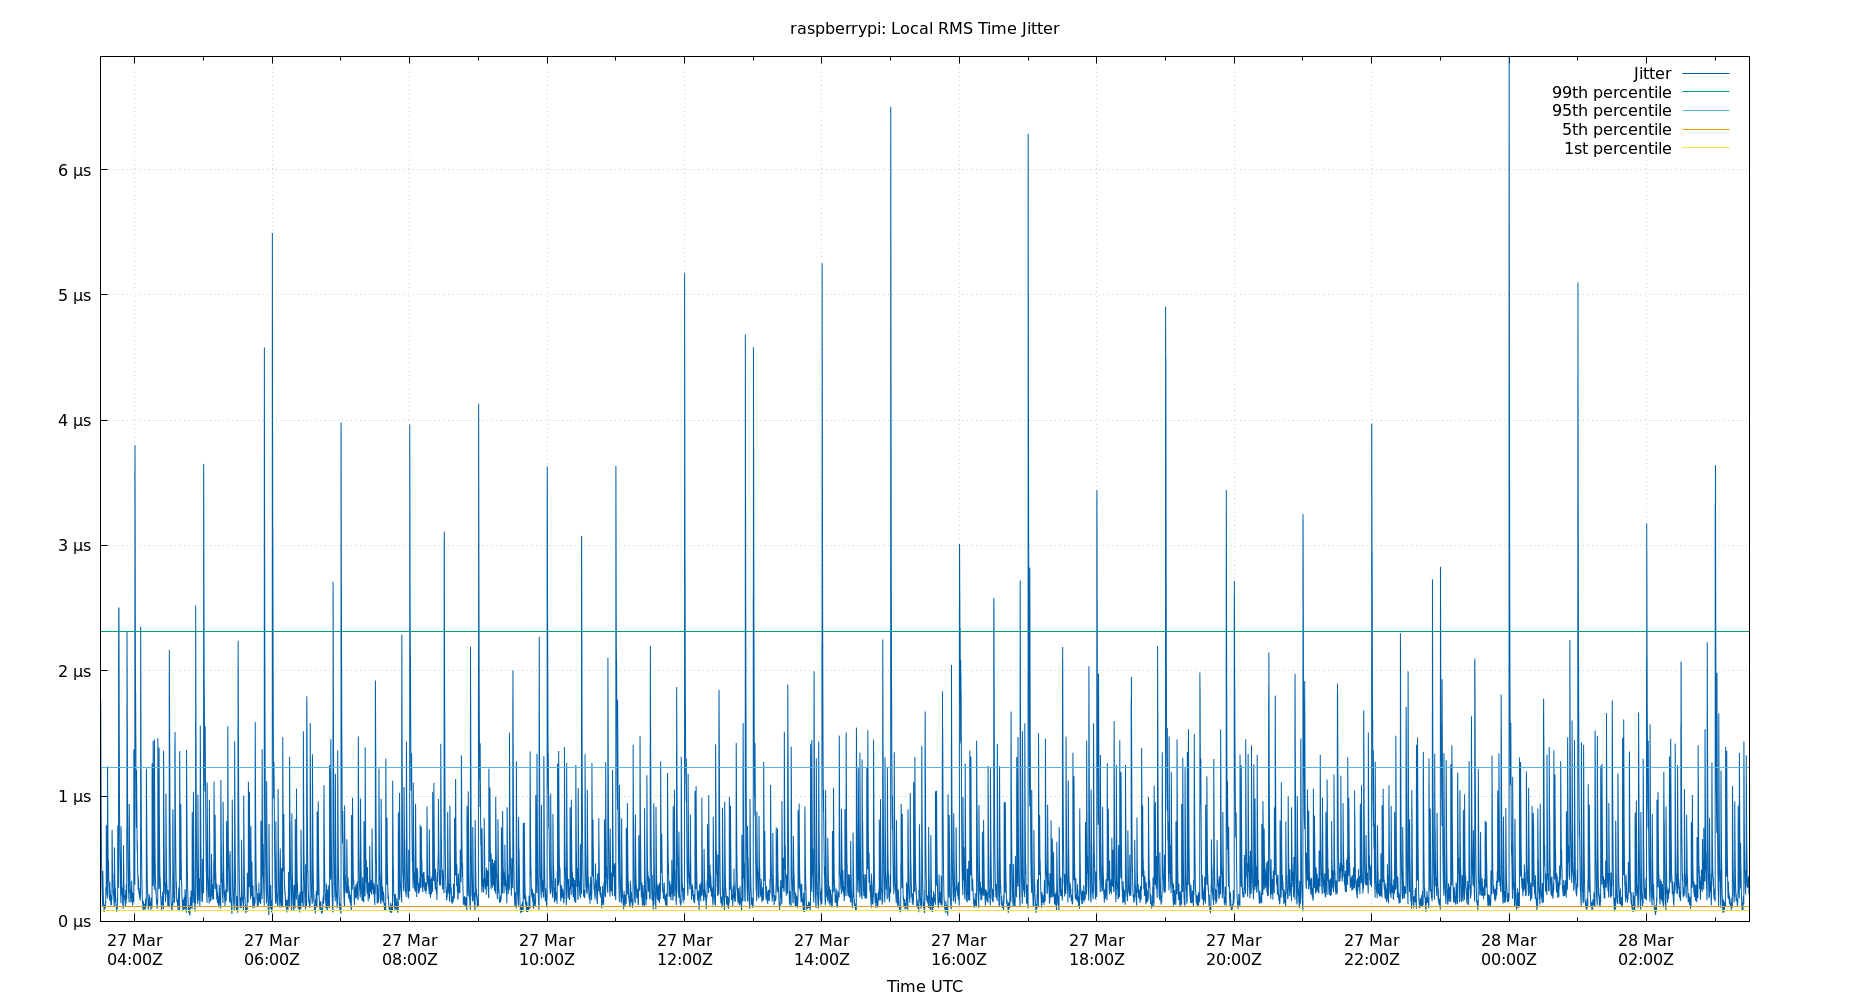 raspberrypi: Local RMS Time Jitter
Jitter
99th percentile
95th percentile
5th percentile
1st percentile
6 µs
5 µs
4 µs
3 µs
2 µs
1 µs
0 µs
27 Mar 27 Mar 27 Mar 27 Mar 27 Mar 27 Mar 27 Mar 27 Mar 27 Mar 27 Mar 28 Mar 28 Mar
04:00Z 06:00Z 08:00Z 10:00Z 12:00Z 14:00Z 16:00Z 18:00Z 20:00Z 22:00Z 00:00Z 02:00Z
Time UTC